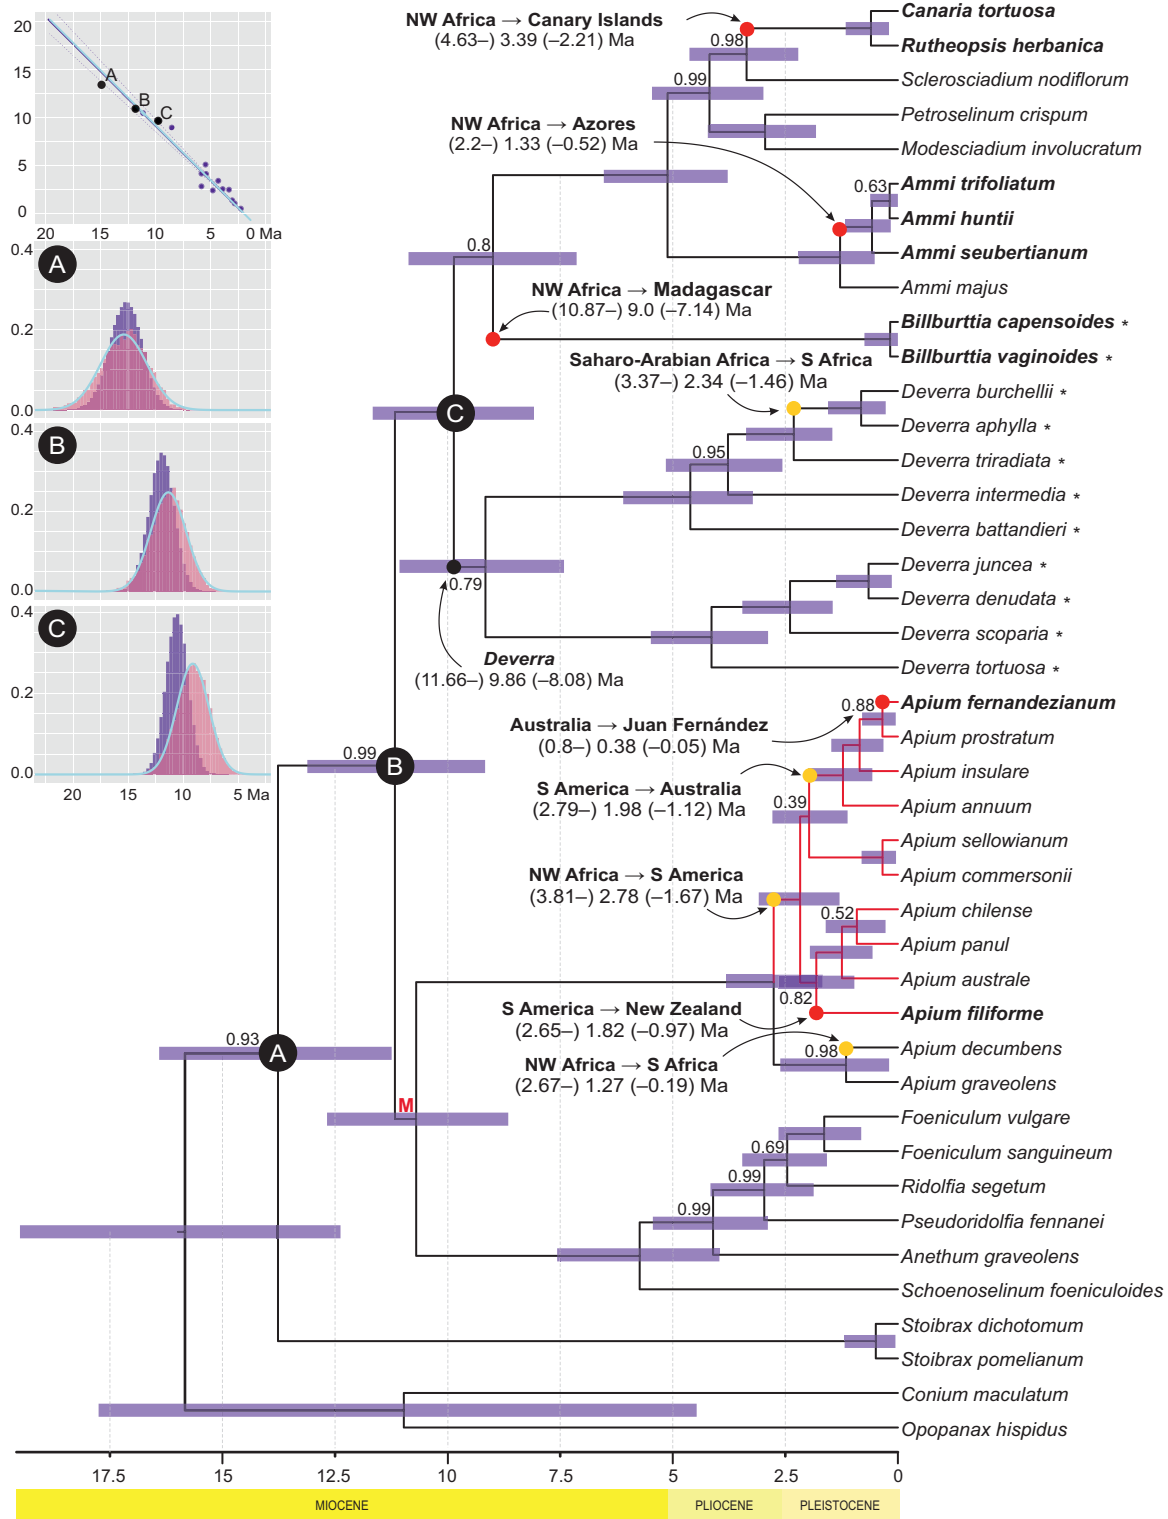 20
15
10
5
0
A
B
C
20
15
10
5
0 Ma
0.4
A
0.2
0.0
0.4
B
0.2
0.0
0.4
C
0.2
0.0
20
15
10
5 Ma
NW Africa → Canary Islands
(4.63–) 3.39 (–2.21) Ma
0.98
0.99
NW Africa → Azores
(2.2–) 1.33 (–0.52) Ma
0.63
0.8
NW Africa → Madagascar
(10.87–) 9.0 (–7.14) Ma
Saharo-Arabian Africa → S Africa
(3.37–) 2.34 (–1.46) Ma
C
0.95
0.79
Deverra
(11.66–) 9.86 (–8.08) Ma
0.88
Australia → Juan Fernández
(0.8–) 0.38 (–0.05) Ma
0.99
B
S America → Australia
(2.79–) 1.98 (–1.12) Ma
0.39
NW Africa → S America
(3.81–) 2.78 (–1.67) Ma
0.52
0.82
S America → New Zealand
(2.65–) 1.82 (–0.97) Ma
0.93
A
0.98
NW Africa → S Africa
(2.67–) 1.27 (–0.19) Ma
M
0.69
0.99
0.99
Canaria tortuosa
Rutheopsis herbanica
Sclerosciadium nodiflorum
Petroselinum crispum
Modesciadium involucratum
Ammi trifoliatum
Ammi huntii
Ammi seubertianum
Ammi majus
Billburttia capensoides *
Billburttia vaginoides *
Deverra burchellii *
Deverra aphylla *
Deverra triradiata *
Deverra intermedia *
Deverra battandieri *
Deverra juncea *
Deverra denudata *
Deverra scoparia *
Deverra tortuosa *
Apium fernandezianum
Apium prostratum
Apium insulare
Apium annuum
Apium sellowianum
Apium commersonii
Apium chilense
Apium panul
Apium australe
Apium filiforme
Apium decumbens
Apium graveolens
Foeniculum vulgare
Foeniculum sanguineum
Ridolfia segetum
Pseudoridolfia fennanei
Anethum graveolens
Schoenoselinum foeniculoides
Stoibrax dichotomum
Stoibrax pomelianum
Conium maculatum
Opopanax hispidus
17.5
15
12.5
10
7.5
5
2.5
0
MIOCENE
PLIOCENE
PLEISTOCENE